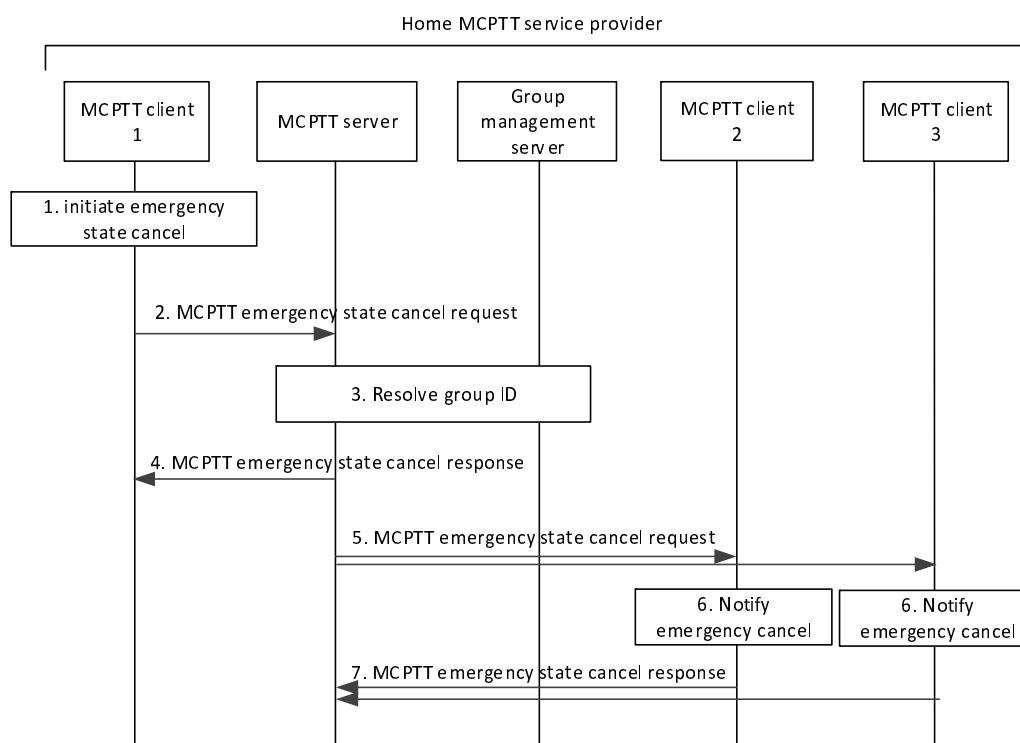 Home MCPTT service provider
MCPTT client
1
MCPTT server
Group
management
server
MCPTT client
2
MCPTT client
3
1. initiate emergency
state cancel
2. MCPTT emergency state cancel request
3. Resolve group ID
4. MCPTT emergency state cancel response
5. MCPTT emergency state cancel request
6. Notify
emergency cancel
6. Notify
emergency cancel
7. MCPTT emergency state cancel response